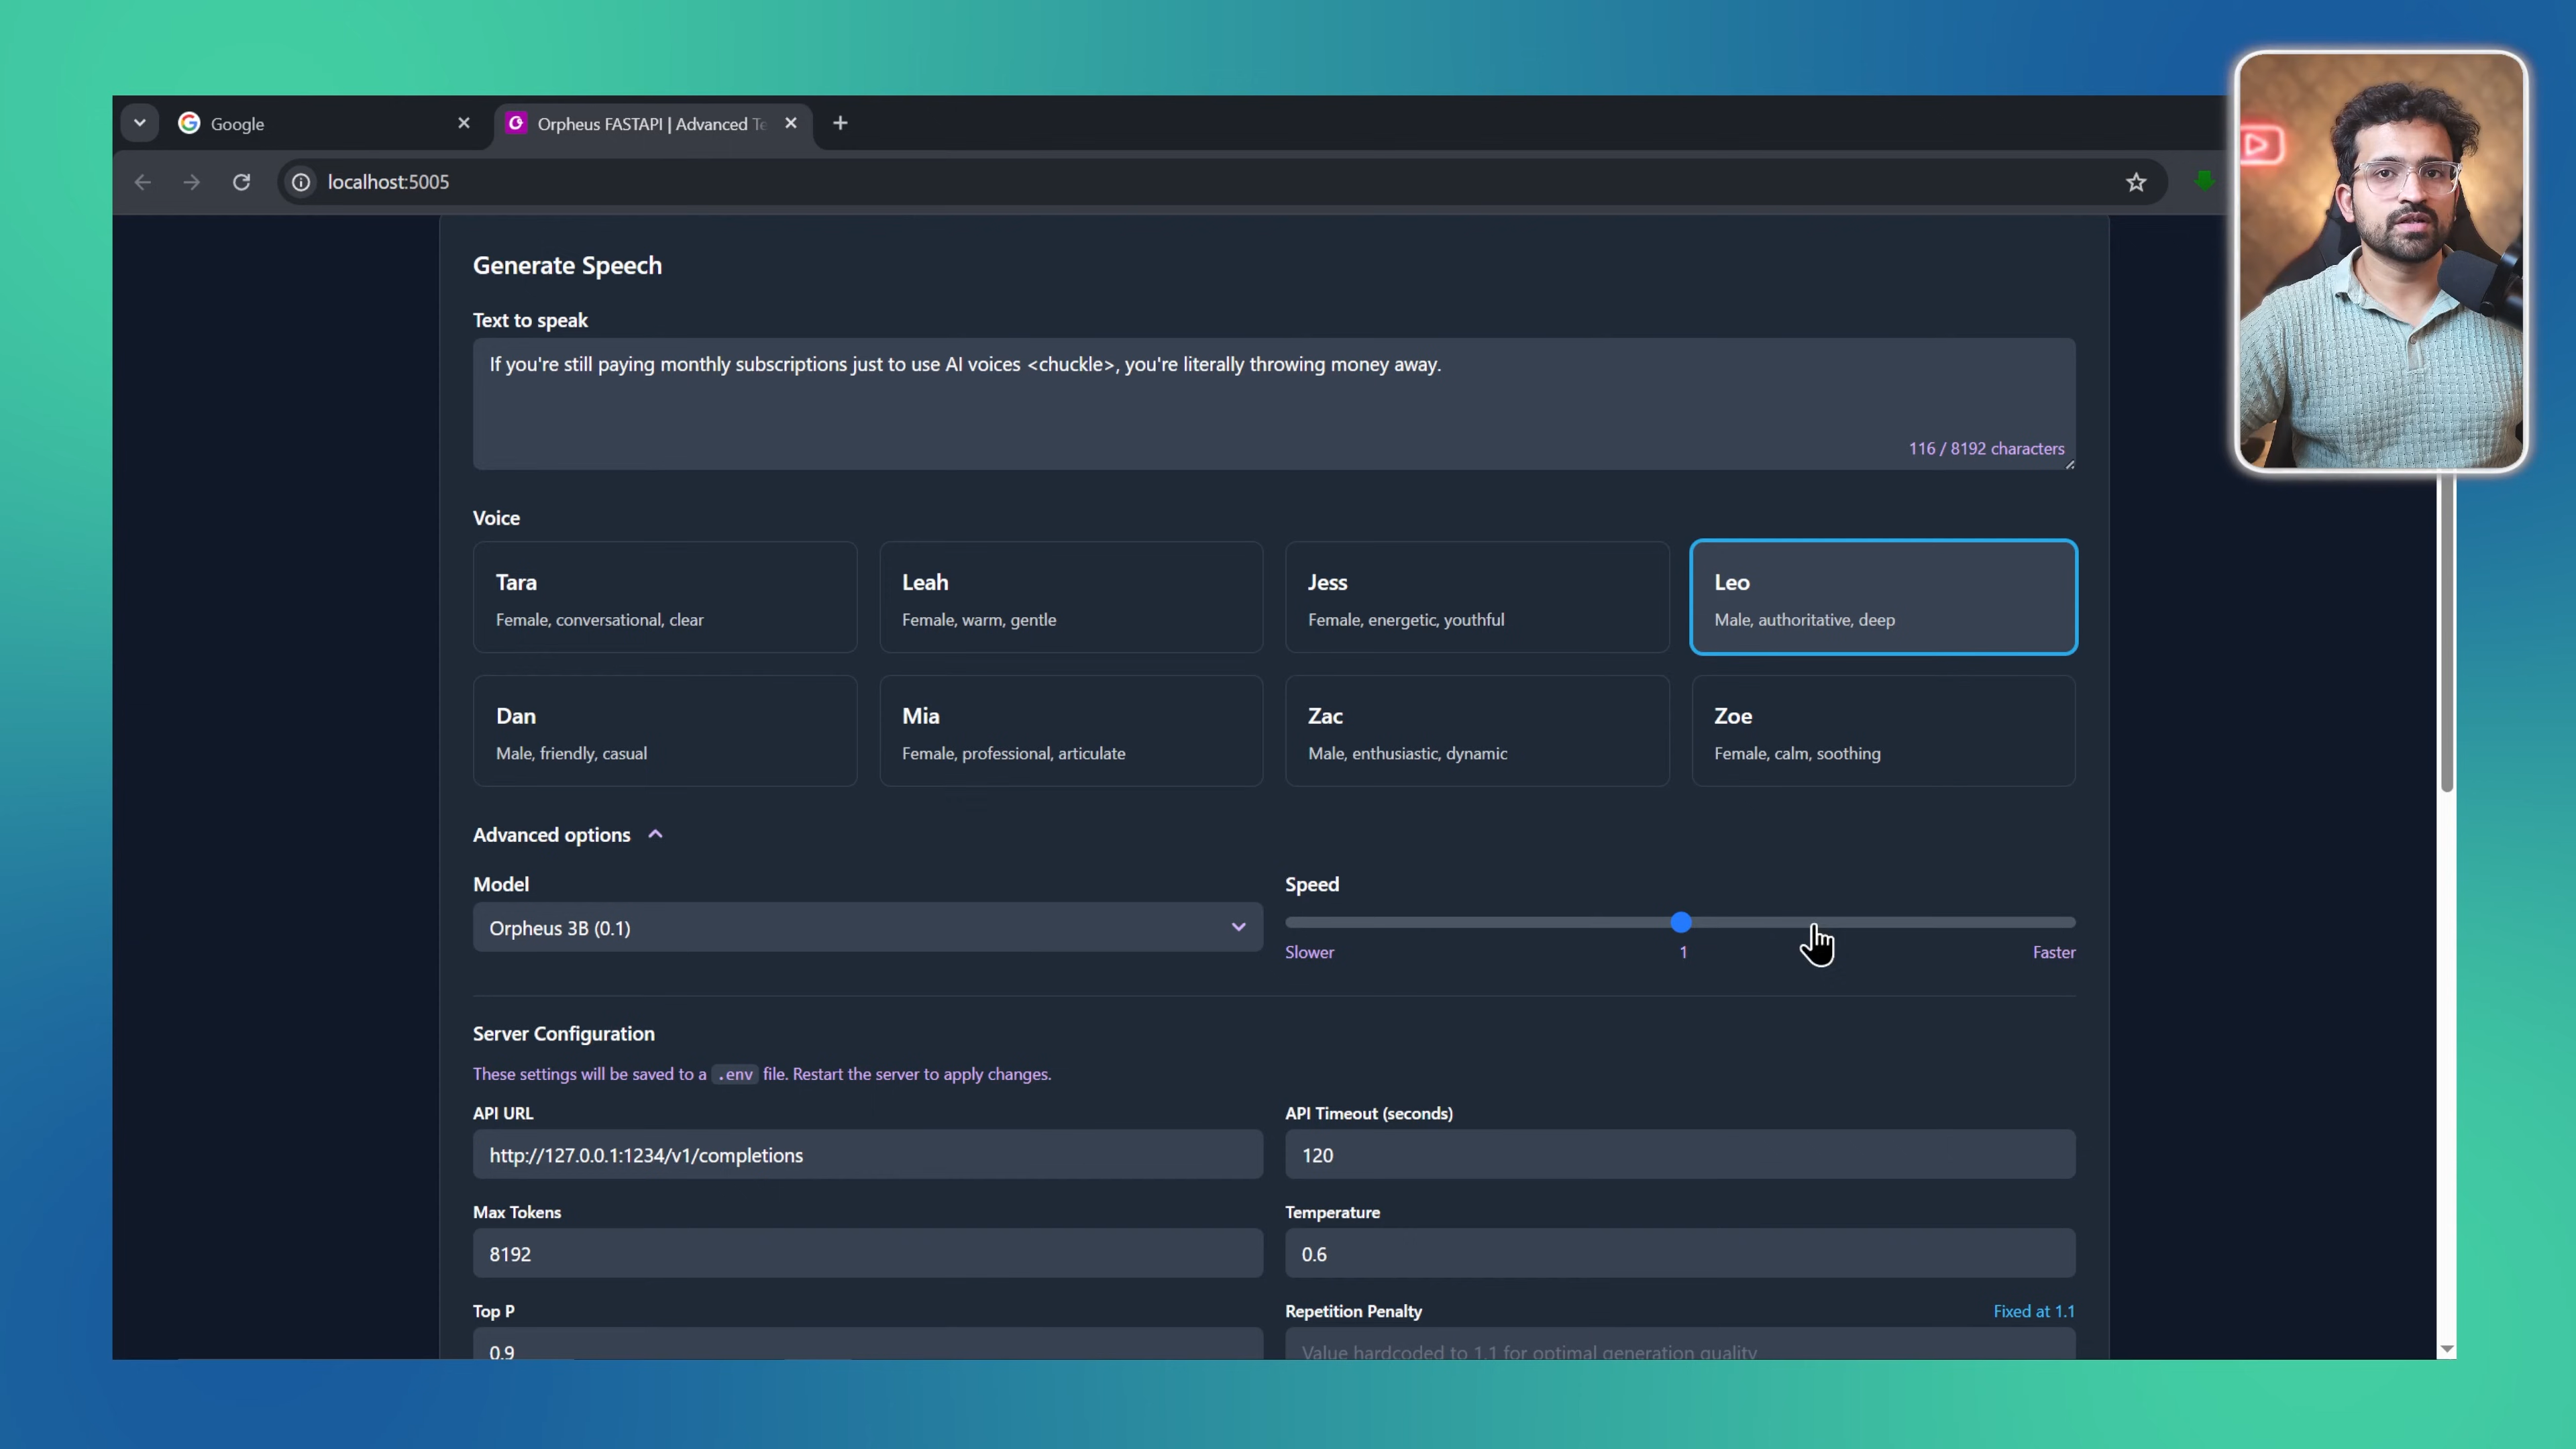 Google
Orpheus FASTAPI | Advanced Te
localhost:5005
Generate Speech
Text to speak
If you're still paying monthly subscriptions just to use AI voices <chuckle>, you're literally throwing money away.
116 / 8192 characters
Voice
Tara
Female, conversational, clear
Leah
Female, warm, gentle
Jess
Female, energetic, youthful
Leo
Male, authoritative, deep
Dan
Male, friendly, casual
Mia
Female, professional, articulate
Zac
Male, enthusiastic, dynamic
Zoe
Female, calm, soothing
Advanced options
Model
Orpheus 3B (0.1)
Speed
Slower
1
Faster
Server Configuration
These settings will be saved to a .env file. Restart the server to apply changes.
API URL
http://127.0.0.1:1234/v1/completions
API Timeout (seconds)
120
Max Tokens
8192
Temperature
0.6
Top P
0.9
Repetition Penalty
Fixed at 1.1
Value hardcoded to 1.1 for optimal generation quality